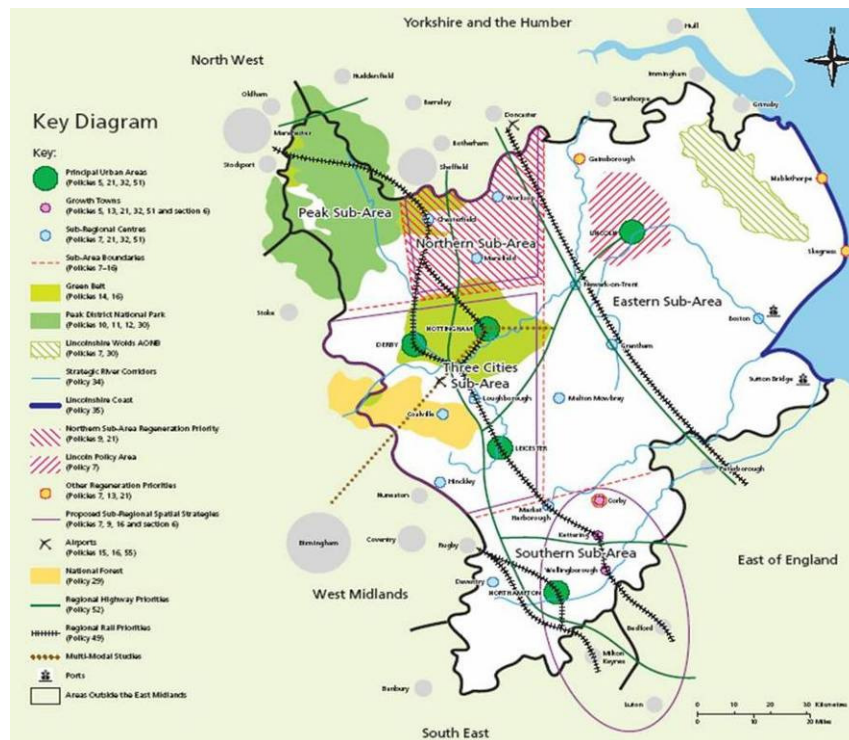 Yorkshire and the Humber
Hull
North West
Huddersfield
Immingham
Oldham
Barnsley
Scunthorpe
Grimsby
Doncaster
N
Key Diagram
Manchester
Rotherham
Gainsborough
Stockport
Sheffield
Mablethorpe
Key:
Principal Urban Areas
(Policies 5, 21, 32, 51)
Growth Towns
(Policies 5, 13, 21, 32, 51 and section 6)
Sub-Regional Centres
(Policies 7, 21, 32, 51)
Sub-Area Boundaries
(Policies 7–16)
Green Belt
(Policies 14, 16)
Peak District National Park
(Policies 10, 11, 12, 30)
Lincolnshire Wolds AONB
(Policies 7, 30)
Strategic River Corridors
(Policy 34)
Lincolnshire Coast
(Policy 35)
Northern Sub-Area Regeneration Priority
(Policies 9, 21)
Lincoln Policy Area
(Policy 7)
Other Regeneration Priorities
(Policies 7, 13, 21)
Proposed Sub-Regional Spatial Strategies
(Policies 7, 9, 16 and section 6)
Airports
(Policies 15, 16, 55)
National Forest
(Policy 29)
Regional Highway Priorities
(Policy 52)
Regional Rail Priorities
(Policy 49)
Multi-Modal Studies
Ports
Areas Outside the East Midlands
Peak Sub-Area
Worksop
Chesterfield
Northern Sub-Area
Mansfield
LINCOLN
Skegness
Newark-on-Trent
Eastern Sub-Area
Stoke
NOTTINGHAM
Boston
DERBY
Grantham
Three Cities
Sub-Area
Sutton Bridge
Loughborough
Melton Mowbray
Coalville
LEICESTER
Peterborough
Hinckley
Nuneaton
Market
Harborough
Corby
Birmingham
Coventry
Rugby
Kettering
Southern Sub-Area
East of England
Wellingborough
West Midlands
Daventry
NORTHAMPTON
Bedford
Milton
Keynes
Banbury
Luton
South East
10 0 10 20 30 Kilometres
10 0 10 20 Miles